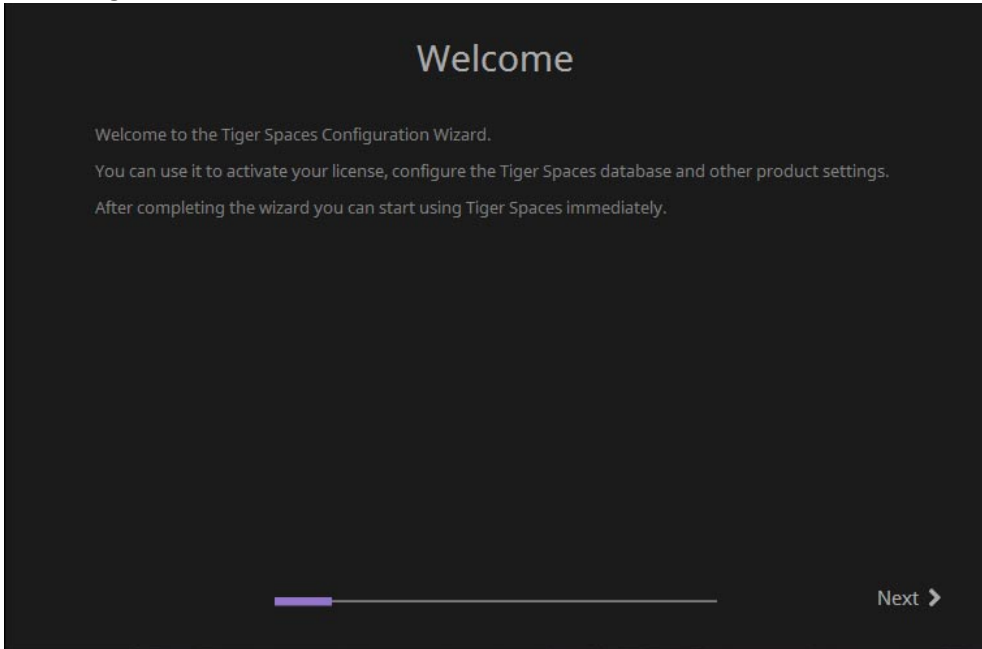 Welcome
Welcome to the Tiger Spaces Configuration Wizard.
You can use it to activate your license, configure the Tiger Spaces database and other product settings.
After completing the wizard you can start using Tiger Spaces immediately.
Next